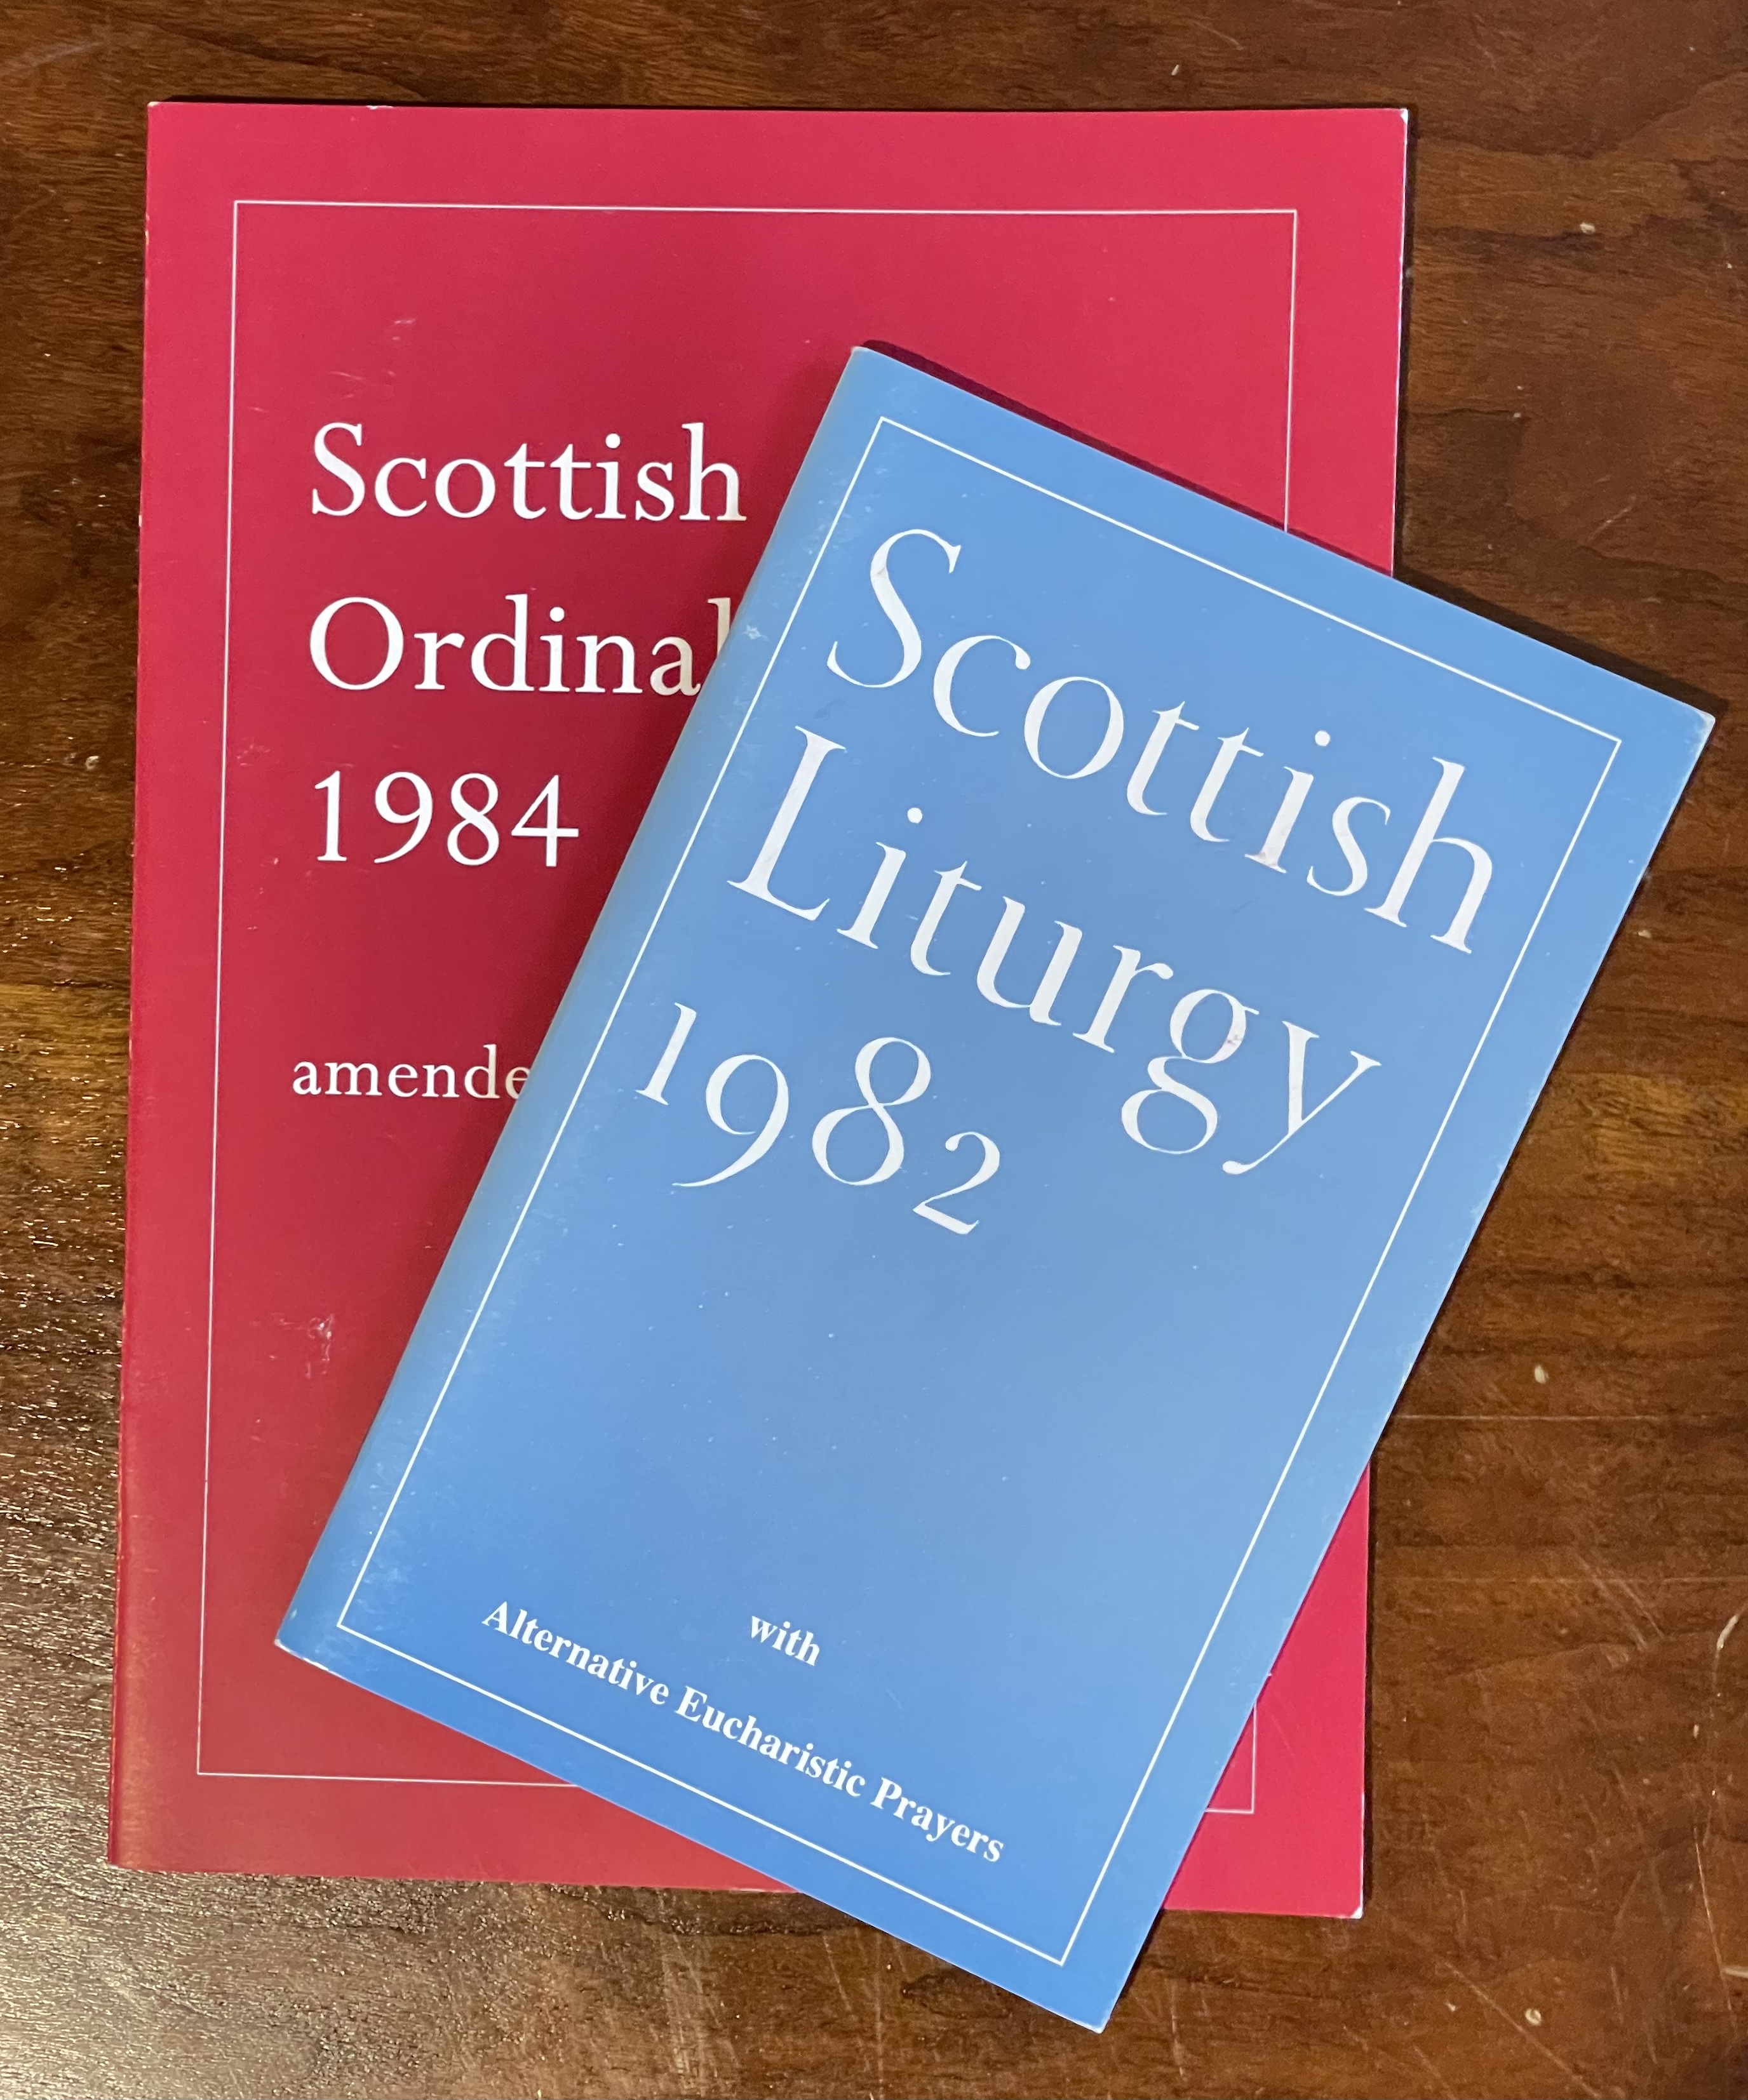 Scottish
Ordinal
1984
Scottish
Liturgy
1982
with
Alternative Eucharistic Prayers